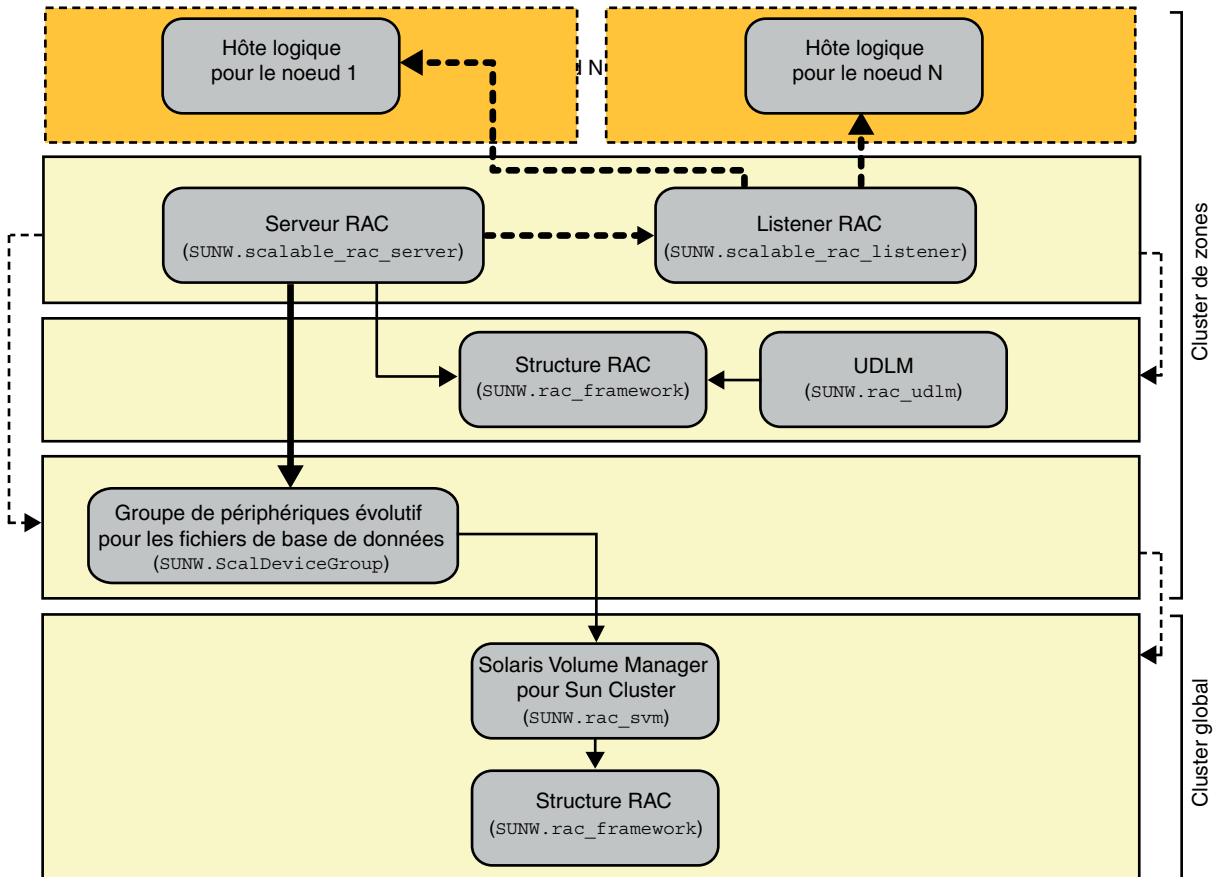 Hôte logique
pour le noeud 1
d N
Hôte logique
pour le noeud N
Serveur RAC
(SUNW.scalable_rac_server)
Listener RAC
(SUNW.scalable_rac_listener)
Structure RAC
(SUNW.rac_framework)
UDLM
(SUNW.rac_udlm)
Cluster de zones
Groupe de périphériques évolutif
pour les fichiers de base de données
(SUNW.ScalDeviceGroup)
Solaris Volume Manager
pour Sun Cluster
(SUNW.rac_svm)
Structure RAC
(SUNW.rac_framework)
Cluster global